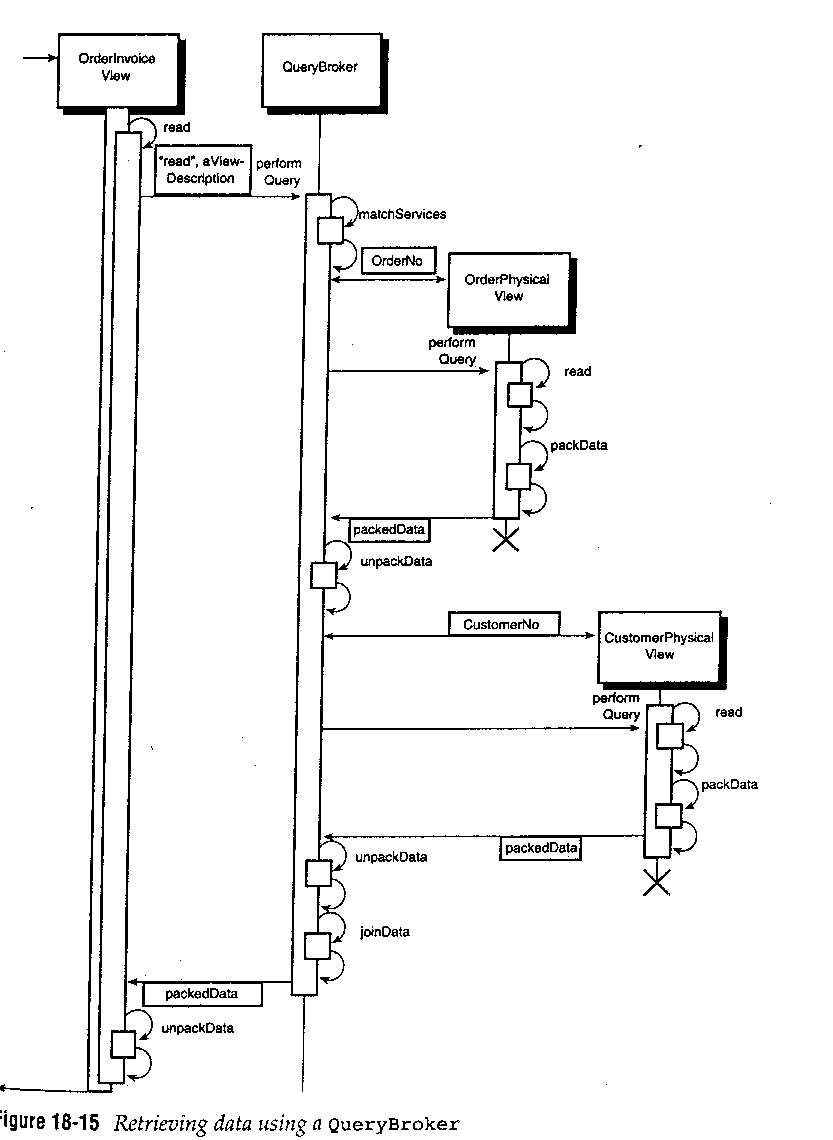 OrderInvoice
View
QueryBroker
read
"read", aView-
Description
perform
Query
matchServices
OrderNo
OrderPhysical
View
perform
Query
read
packData
packedData
unpackData
CustomerNo
CustomerPhysical
View
perform
Query
read
packData
packedData
unpackData
joinData
packedData
unpackData
igure 18-15 Retrieving data using a QueryBroker